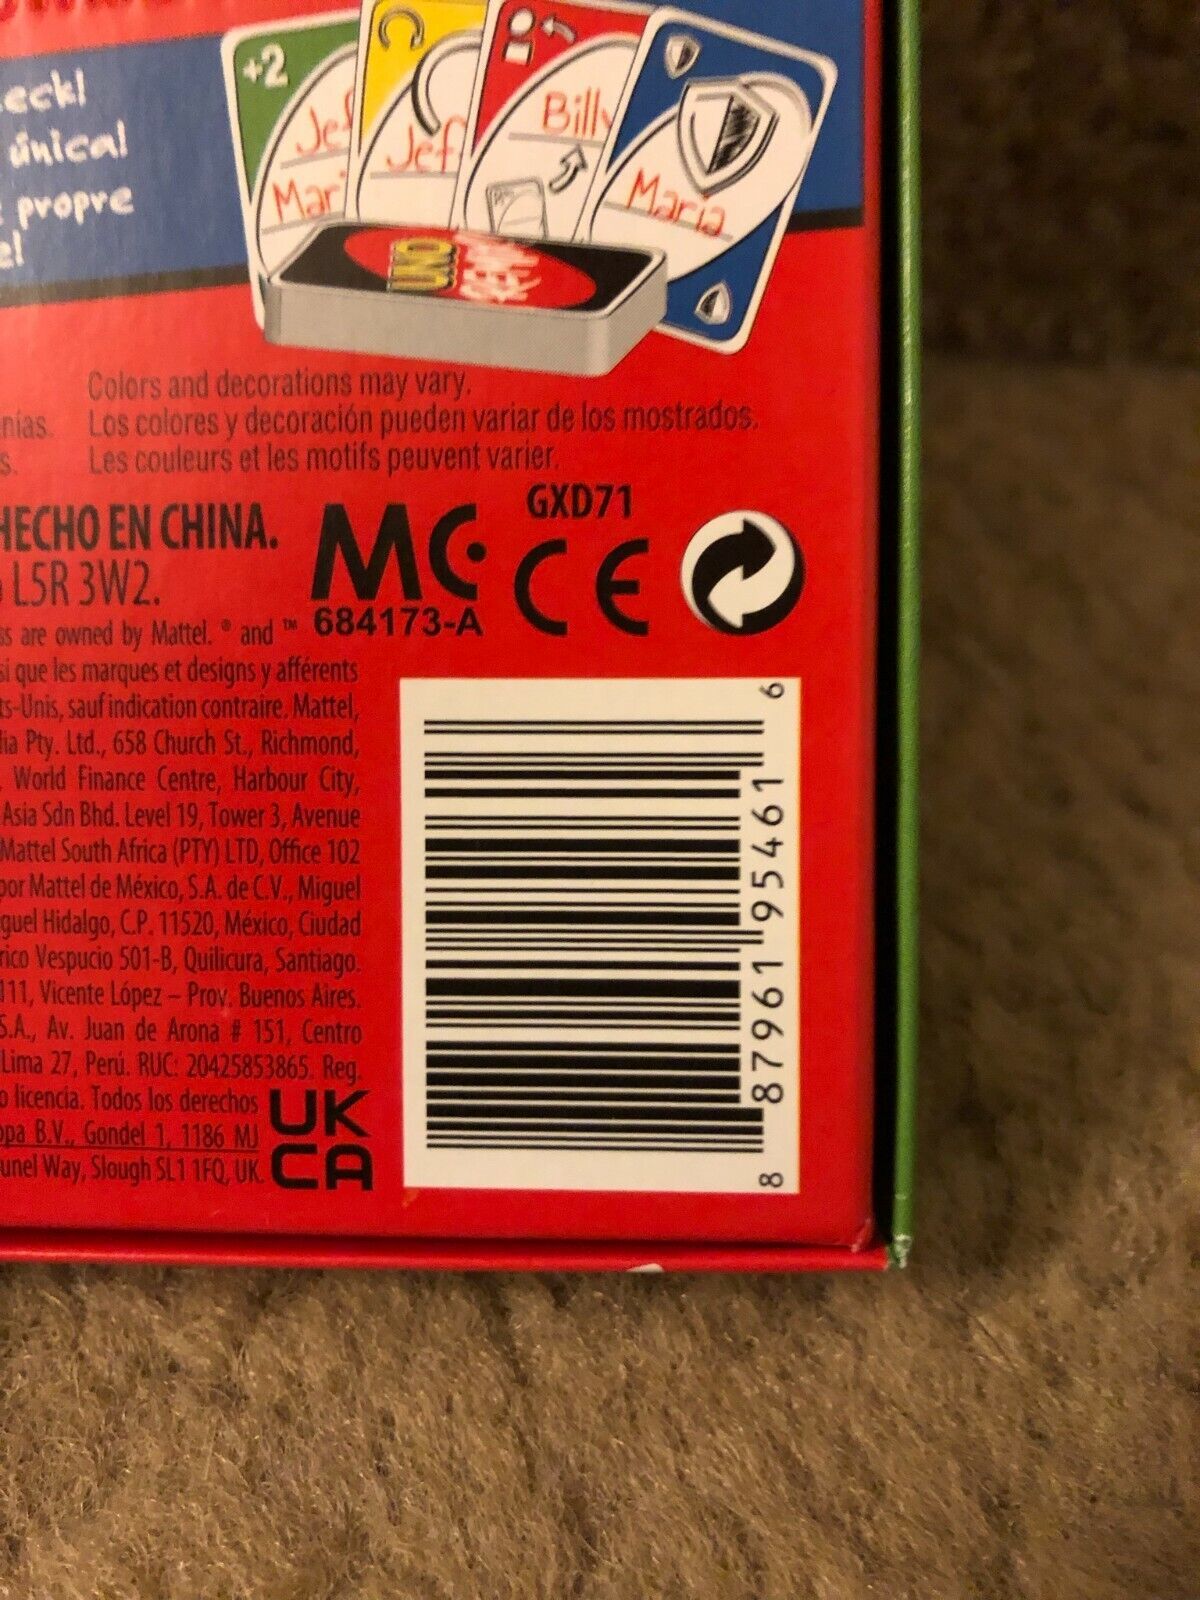 eck!
única!
propre
el
+2
Jef
Mari
Jef
Billy
Maria
UNO
Colors and decorations may vary.
nías. Los colores y decoración pueden variar de los mostrados.
s. Les couleurs et les motifs peuvent varier.
HECHO EN CHINA.
L5R 3W2.
MC
684173-A
GXD71
CE
ss are owned by Mattel. ® and ™
si que les marques et designs y afférents
ts-Unis, sauf indication contraire. Mattel,
lia Pty. Ltd., 658 Church St., Richmond,
World Finance Centre, Harbour City,
Asia Sdn Bhd. Level 19, Tower 3, Avenue
Mattel South Africa (PTY) LTD, Office 102
por Mattel de México, S.A. de C.V., Miguel
guel Hidalgo, C.P. 11520, México, Ciudad
rico Vespucio 501-B, Quilicura, Santiago.
111, Vicente López – Prov. Buenos Aires.
S.A., Av. Juan de Arona # 151, Centro
Lima 27, Perú. RUC: 20425853865. Reg.
o licencia. Todos los derechos
opa B.V., Gondel 1, 1186 MJ
unel Way, Slough SL1 1FQ, UK.
UK
CA
8 87961 95461 6